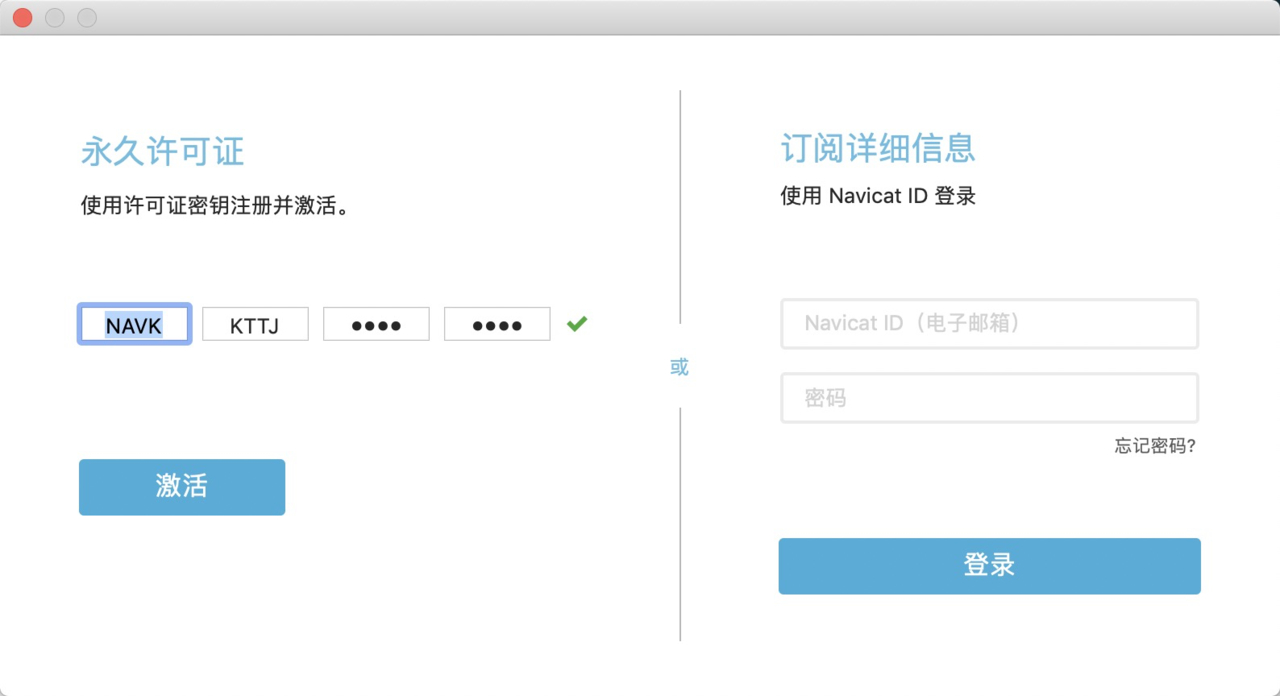 永久许可证
使用许可证密钥注册并激活。
NAVK KTTJ •••• ••••
激活
或
订阅详细信息
使用 Navicat ID 登录
Navicat ID（电子邮箱）
密码
忘记密码?
登录